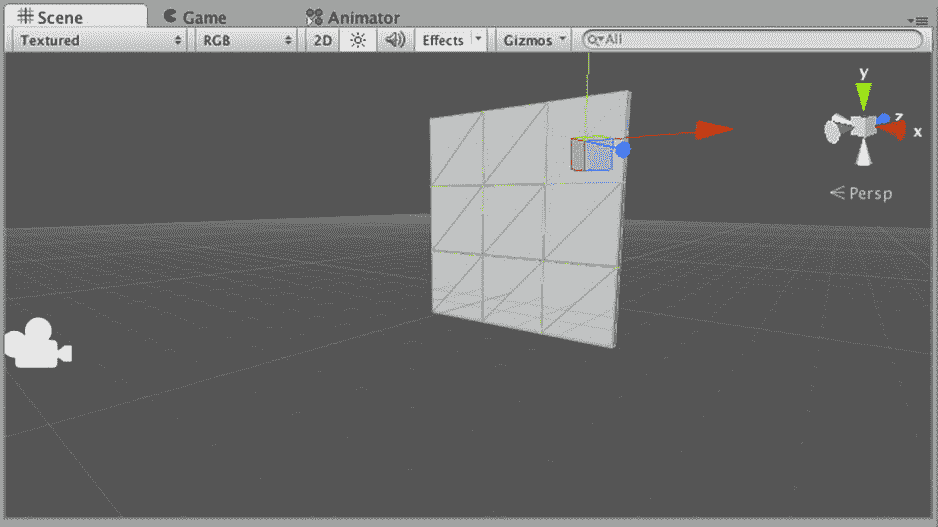 Scene Game Animator
Textured RGB 2D Effects Gizmos All
y
z
x
Persp